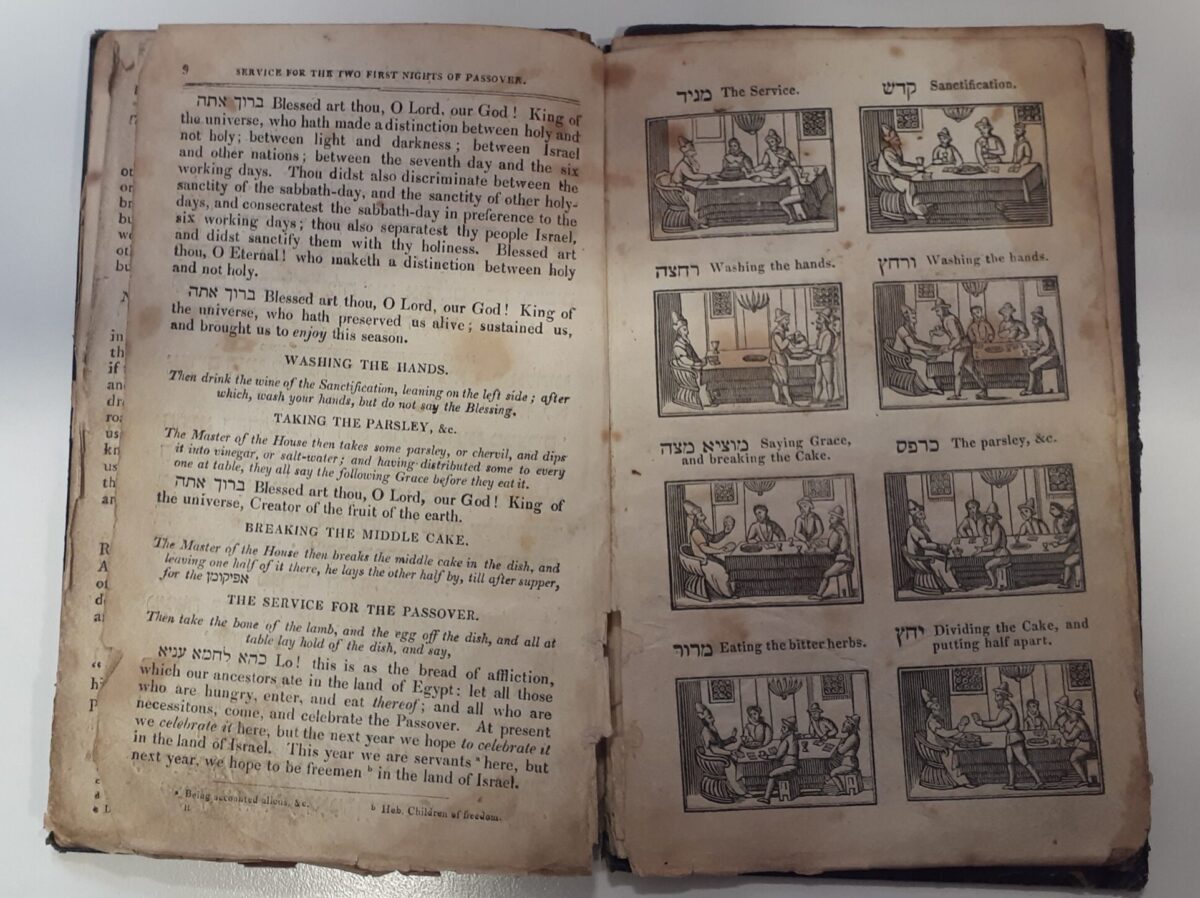 9 SERVICE FOR THE TWO FIRST NIGHTS OF PASSOVER.
ברוך אתה Blessed art thou, O Lord, our God! King of
the universe, who hath made a distinction between holy and
not holy; between light and darkness; between Israel
and other nations; between the seventh day and the six
working days. Thou didst also discriminate between the
sanctity of the sabbath-day, and the sanctity of other holy-
days, and consecratest the sabbath-day in preference to the
six working days; thou also separatest thy people Israel,
and didst sanctify them with thy holiness. Blessed art
thou, O Eternal! who maketh a distinction between holy
and not holy.
ברוך אתה Blessed art thou, O Lord, our God! King of
the universe, who hath preserved us alive; sustained us,
and brought us to enjoy this season.
WASHING THE HANDS.
Then drink the wine of the Sanctification, leaning on the left side; after
which, wash your hands, but do not say the Blessing.
TAKING THE PARSLEY, &c.
The Master of the House then takes some parsley, or chervil, and dips
it into vinegar, or salt-water; and having distributed some to every
one at table, they all say the following Grace before they eat it.
ברוך אתה Blessed art thou, O Lord, our God! King of
the universe, Creator of the fruit of the earth.
BREAKING THE MIDDLE CAKE.
The Master of the House then breaks the middle cake in the dish, and
leaving one half of it there, he lays the other half by, till after supper,
for the אפיקומן
THE SERVICE FOR THE PASSOVER.
Then take the bone of the lamb, and the egg off the dish, and all at
table lay hold of the dish, and say,
כהא לחמא עניא Lo! this is as the bread of affliction,
which our ancestors ate in the land of Egypt: let all those
who are hungry, enter, and eat thereof; and all who are
necessitous, come, and celebrate the Passover. At present
we celebrate it here, but the next year we hope to celebrate it
in the land of Israel. This year we are servants a here, but
next year, we hope to be freemen b in the land of Israel.
a Being accounted aliens, &c. b Heb. Children of freedom.
B
מגיד The Service.
קדש Sanctification.
רחצה Washing the hands.
ורחץ Washing the hands.
מוציא מצה Saying Grace,
and breaking the Cake.
כרפס The parsley, &c.
מרור Eating the bitter herbs.
יחץ Dividing the Cake, and
putting half apart.